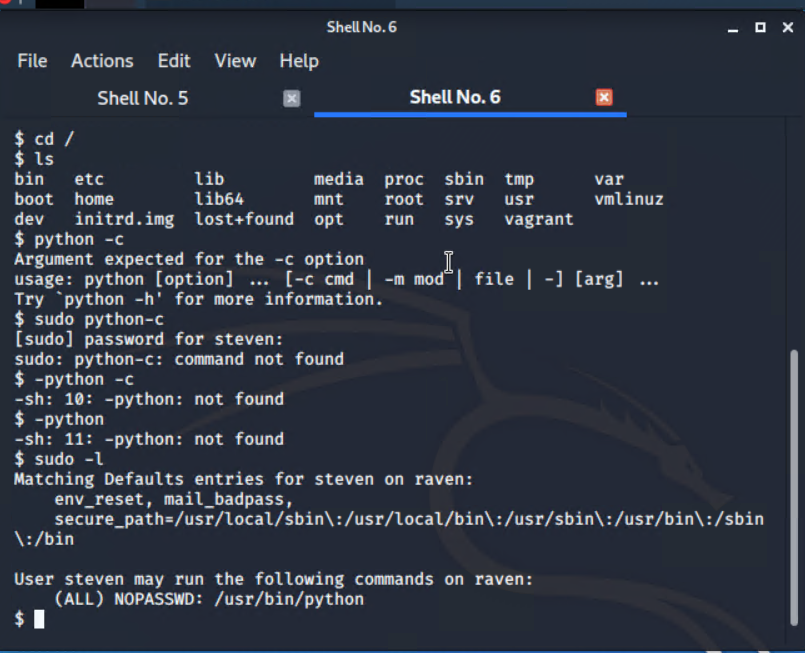 Shell No. 6
File Actions Edit View Help
Shell No. 5 Shell No. 6
$ cd /
$ ls
bin   etc         lib         media  proc  sbin  tmp      var
boot  home        lib64       mnt    root  srv   usr      vmlinuz
dev   initrd.img  lost+found  opt    run   sys   vagrant
$ python -c
Argument expected for the -c option
usage: python [option] ... [-c cmd | -m mod | file | -] [arg] ...
Try `python -h' for more information.
$ sudo python-c
[sudo] password for steven:
sudo: python-c: command not found
$ -python -c
-sh: 10: -python: not found
$ -python
-sh: 11: -python: not found
$ sudo -l
Matching Defaults entries for steven on raven:
    env_reset, mail_badpass,
    secure_path=/usr/local/sbin\:/usr/local/bin\:/usr/sbin\:/usr/bin\:/sbin
\:/bin

User steven may run the following commands on raven:
    (ALL) NOPASSWD: /usr/bin/python
$